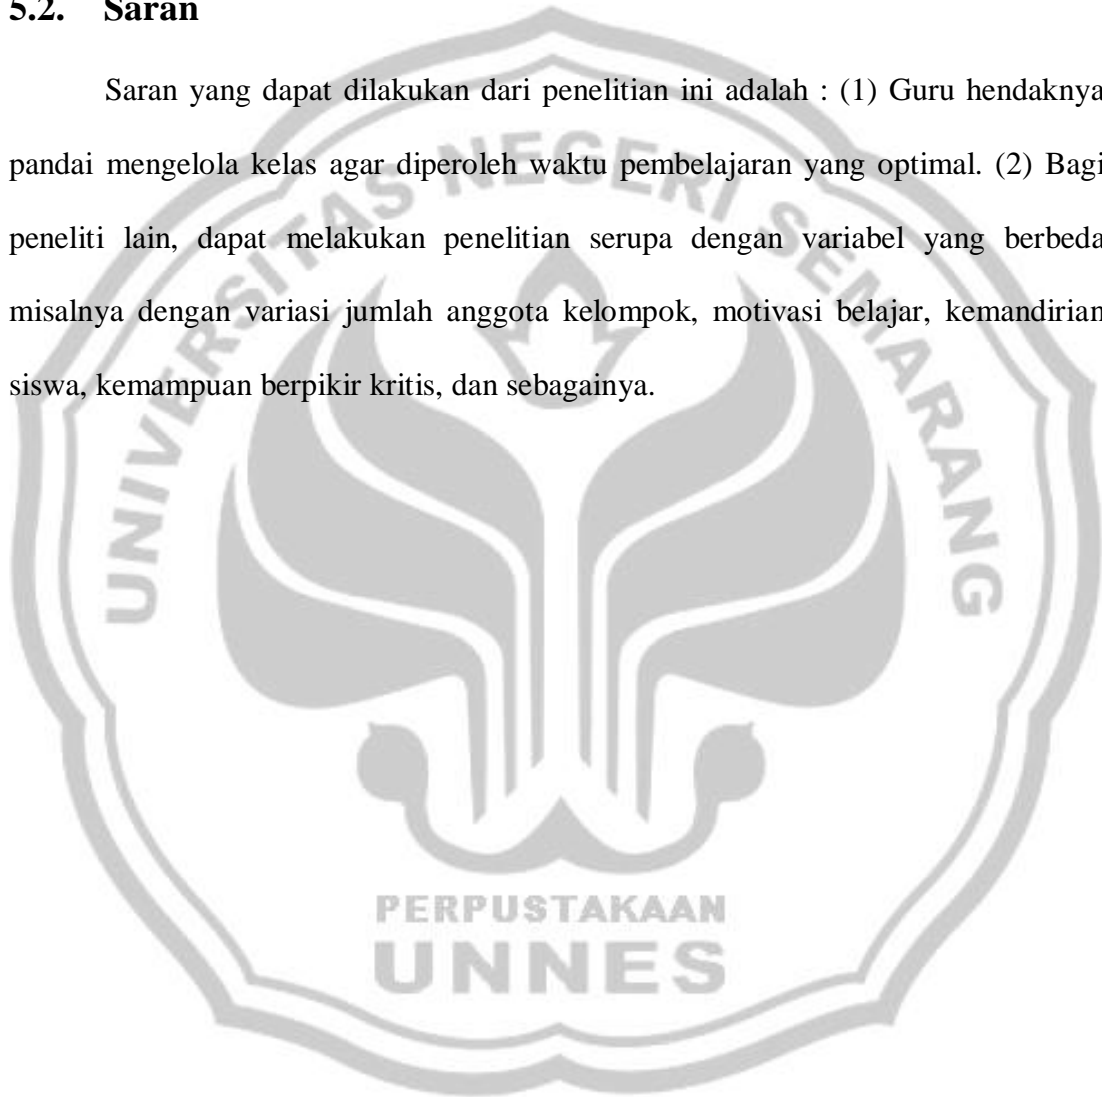 5.2. Saran
Saran yang dapat dilakukan dari penelitian ini adalah : (1) Guru hendaknya
pandai mengelola kelas agar diperoleh waktu pembelajaran yang optimal. (2) Bagi
peneliti lain, dapat melakukan penelitian serupa dengan variabel yang berbeda
misalnya dengan variasi jumlah anggota kelompok, motivasi belajar, kemandirian
siswa, kemampuan berpikir kritis, dan sebagainya.
UNIVERSITAS NEGERI SEMARANG
PERPUSTAKAAN
UNNES